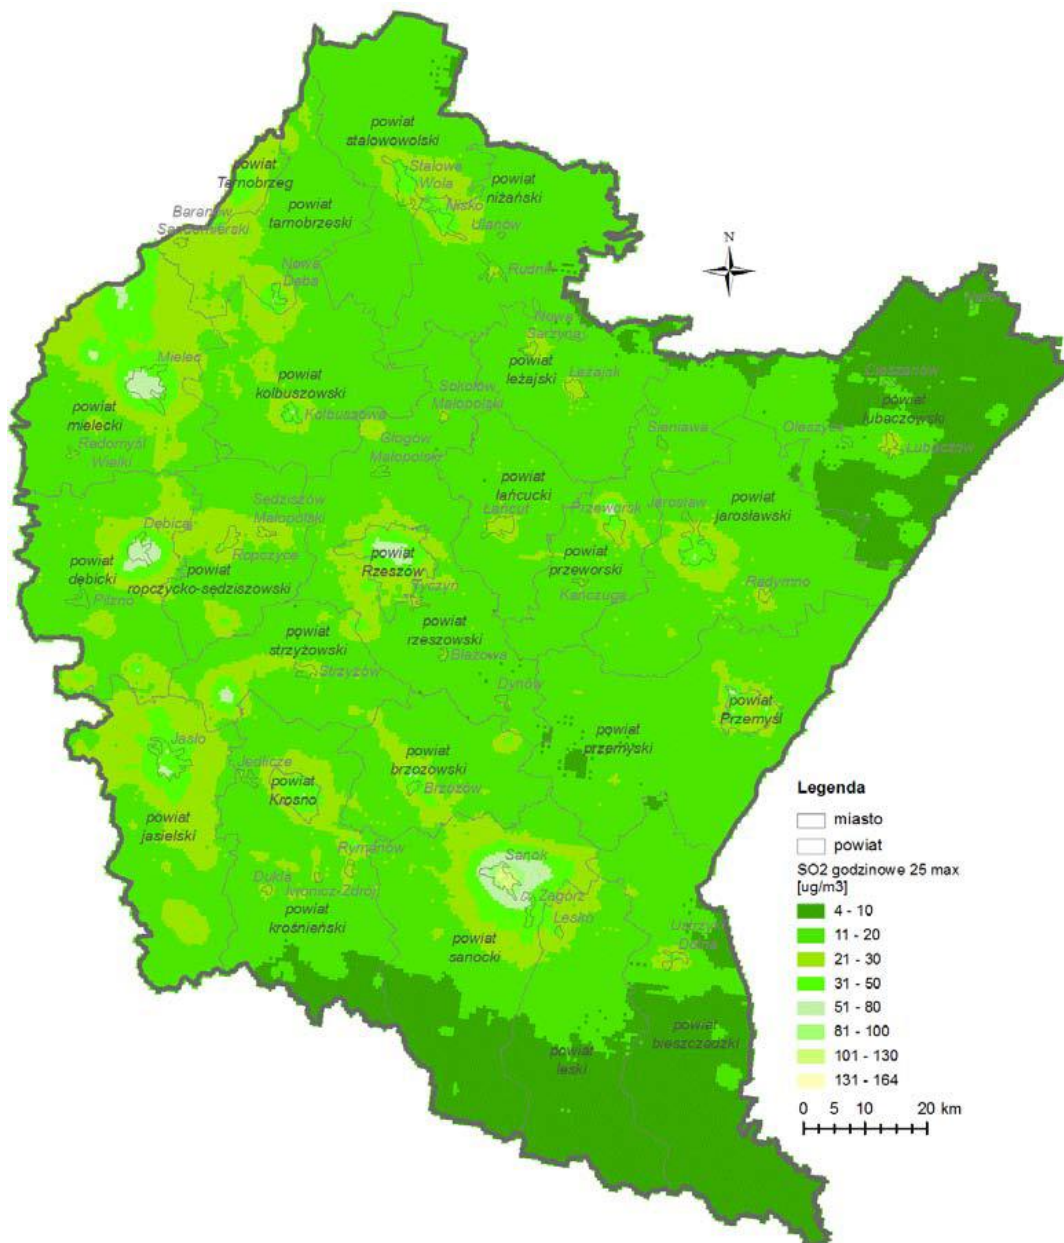 powiat
stalowowolski
Stalowa
Wola
powiat
niżański
Nisko
Ulanów
powiat
Tarnobrzeg
powiat
tarnobrzeski
Baranów
Sandomierski
Nowa
Dęba
Rudnik
N
Nowa
Sarzyna
powiat
leżajski
Leżajsk
Mielec
powiat
kolbuszowski
Kolbuszowa
Sokołów
Małopolski
powiat
mielecki
Radomyśl
Wielki
Głogów
Małopolski
Sieniawa
Oleszyce
Cieszanów
powiat
lubaczowski
Lubaczów
powiat
łańcucki
Łańcut
Przeworsk
Jarosław
powiat
jarosławski
Sędziszów
Małopolski
Dębica
Ropczyce
powiat
Rzeszów
Tyczyn
powiat
dębicki
Pilzno
powiat
ropczycko-sędziszowski
powiat
przeworski
Kańczuga
Radymno
powiat
strzyżowski
Strzyżów
powiat
rzeszowski
Błażowa
Dynów
powiat
Przemyśl
powiat
przemyski
Jasło
Jedlicze
powiat
Krosno
powiat
brzozowski
Brzozów
powiat
jasielski
Rymanów
Dukla
Iwonicz-Zdrój
powiat
krośnieński
Sanok
Zagórz
Lesko
powiat
sanocki
Ustrzyki
Dolne
powiat
bieszczadzki
powiat
leski
Legenda
miasto
powiat
SO2 godzinowe 25 max
[ug/m3]
4 - 10
11 - 20
21 - 30
31 - 50
51 - 80
81 - 100
101 - 130
131 - 164
0 5 10 20 km